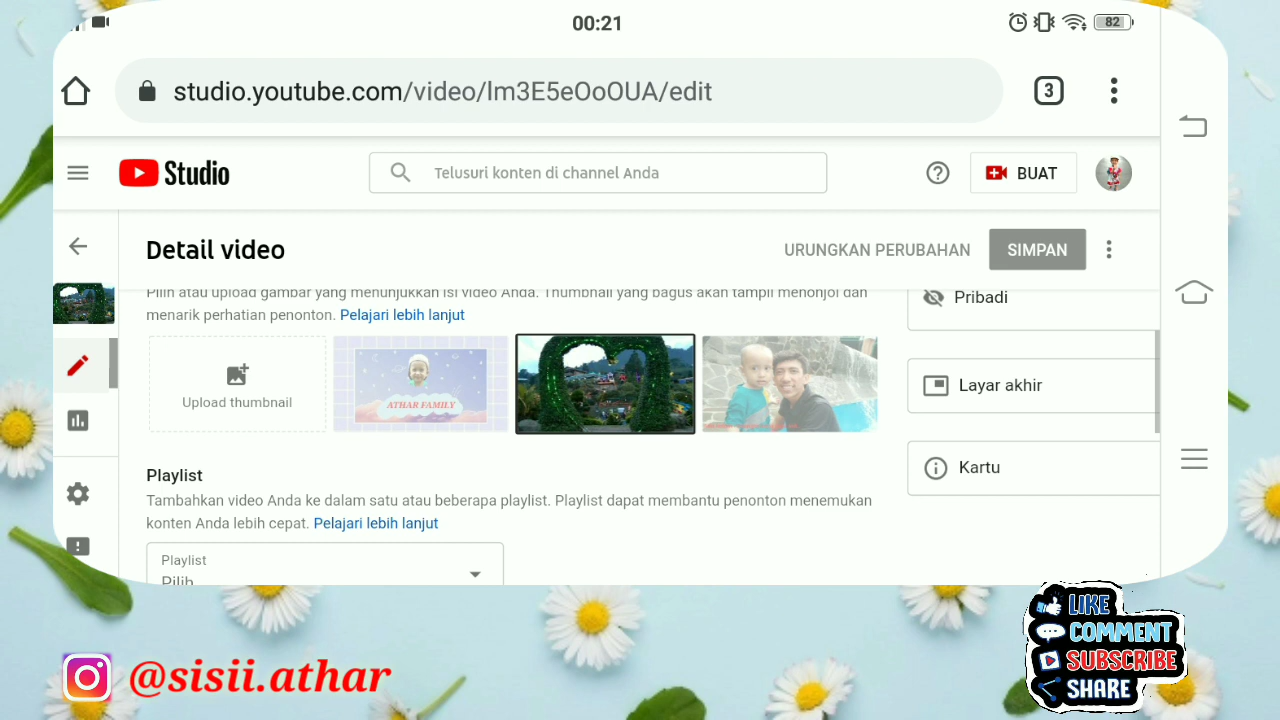 00:21
82
studio.youtube.com/video/lm3E5eOoOUA/edit
3
Studio
Telusuri konten di channel Anda
BUAT
Detail video
URUNGKAN PERUBAHAN
SIMPAN
Pilih atau upload gambar yang menunjukkan isi video Anda. Thumbnail yang bagus akan tampil menonjol dan
menarik perhatian penonton. Pelajari lebih lanjut
Pribadi
Upload thumbnail
ATHAR FAMILY
Layar akhir
Kartu
Playlist
Tambahkan video Anda ke dalam satu atau beberapa playlist. Playlist dapat membantu penonton menemukan
konten Anda lebih cepat. Pelajari lebih lanjut
Playlist
Pilih
@sisii.athar
LIKE
COMMENT
SUBSCRIBE
SHARE